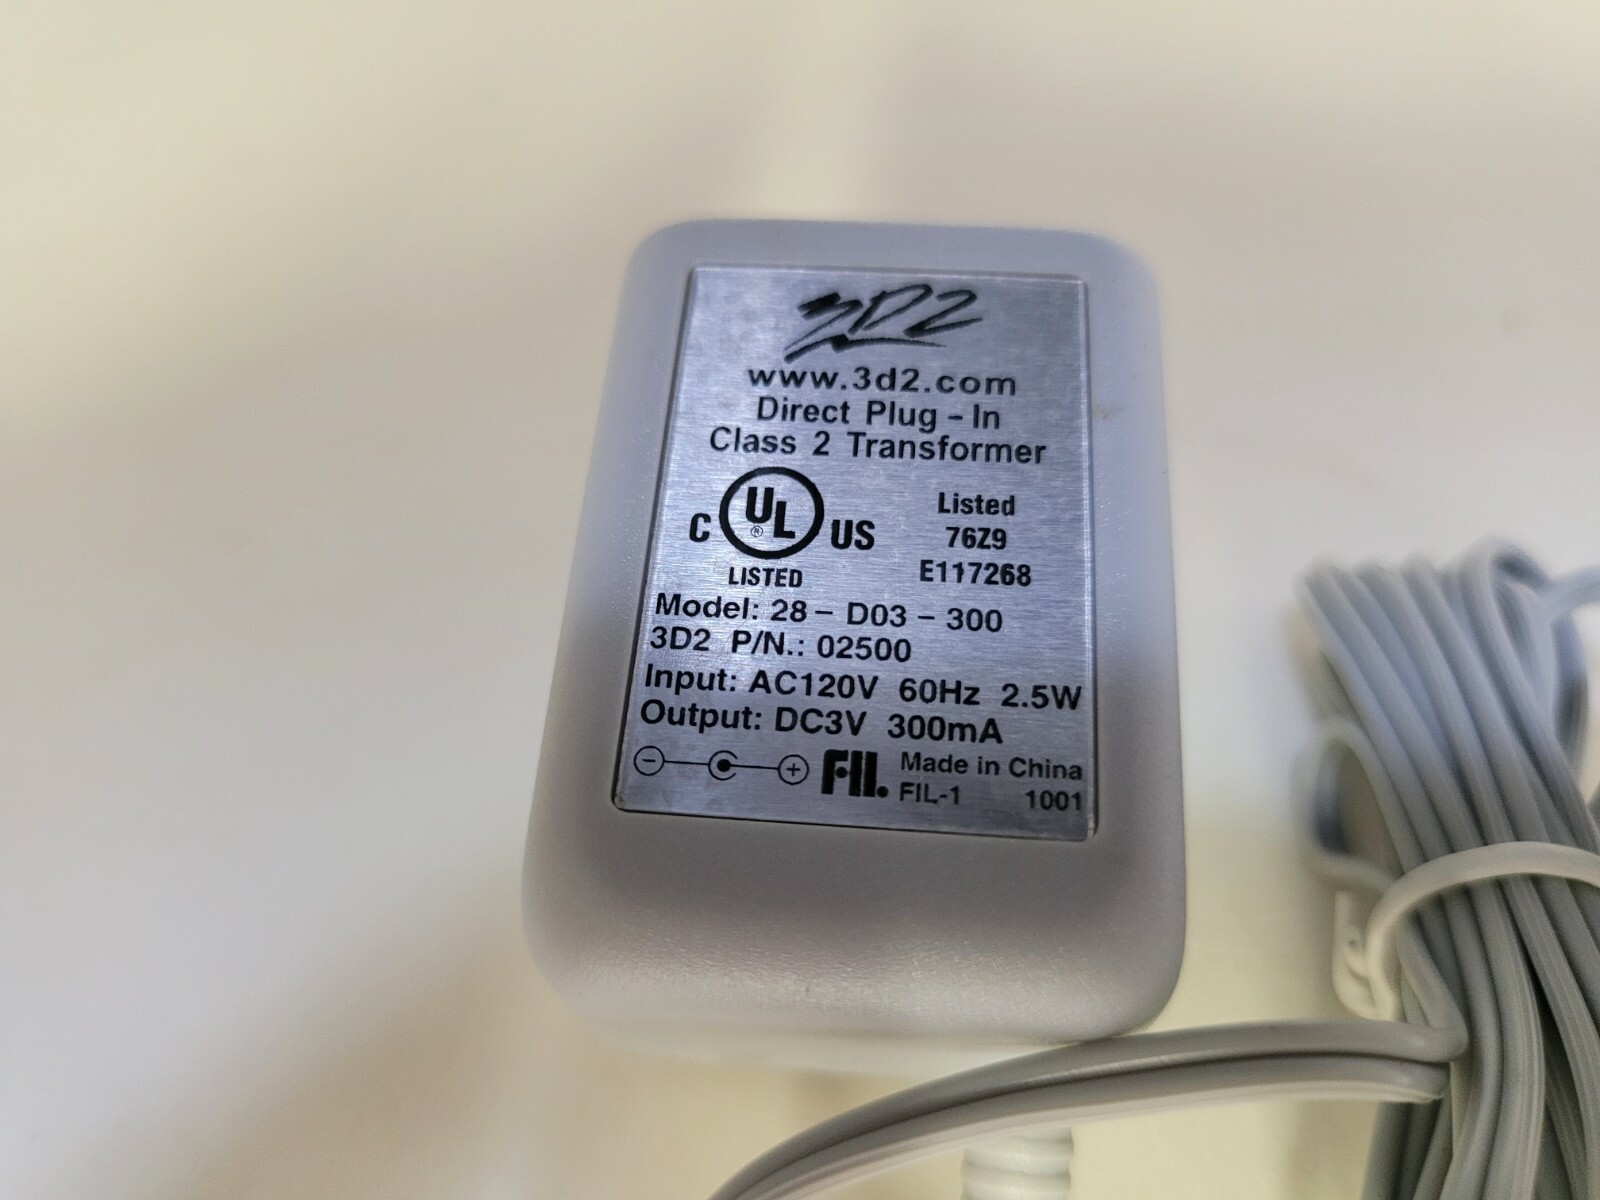 3D2
www.3d2.com
Direct Plug - In
Class 2 Transformer
C UL ® US
LISTED
Listed
76Z9
E117268
Model: 28 - D03 - 300
3D2 P/N.: 02500
Input: AC120V 60Hz 2.5W
Output: DC3V 300mA
FIL. Made in China
FIL-1 1001